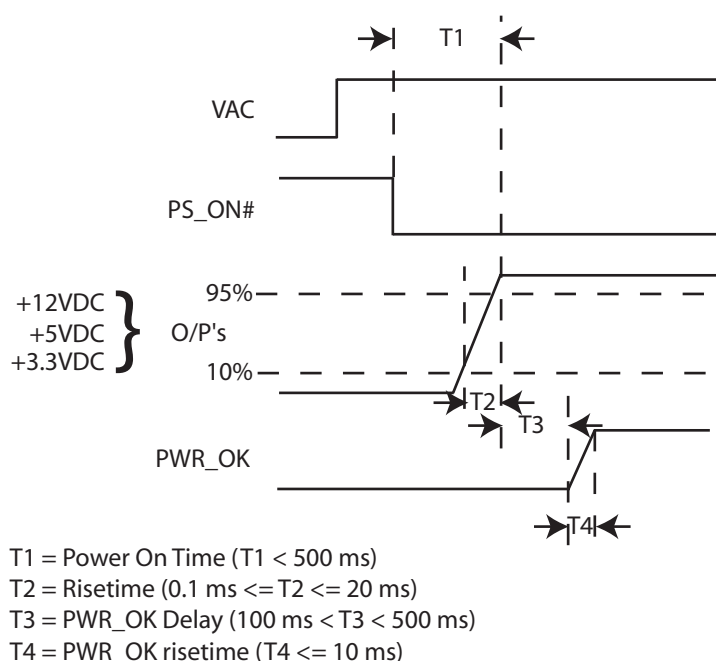 T1
VAC
PS_ON#
+12VDC
+5VDC
+3.3VDC
}
O/P's
95%
10%
T2
T3
PWR_OK
T4
T1 = Power On Time (T1 < 500 ms)
T2 = Risetime (0.1 ms <= T2 <= 20 ms)
T3 = PWR_OK Delay (100 ms < T3 < 500 ms)
T4 = PWR_OK risetime (T4 <= 10 ms)